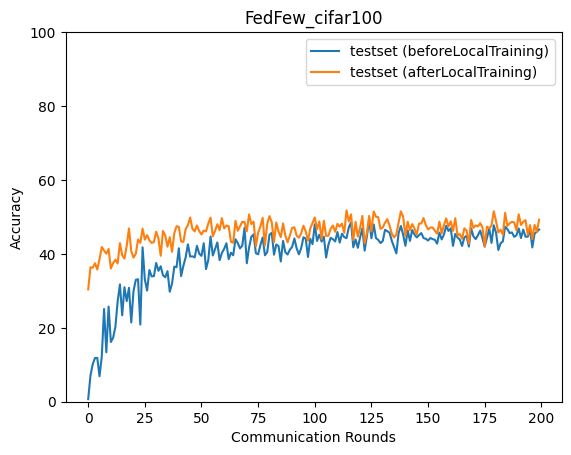 FedFew_cifar100
testset (beforeLocalTraining)
testset (afterLocalTraining)
100
80
60
40
20
0
Accuracy
0 25 50 75 100 125 150 175 200
Communication Rounds